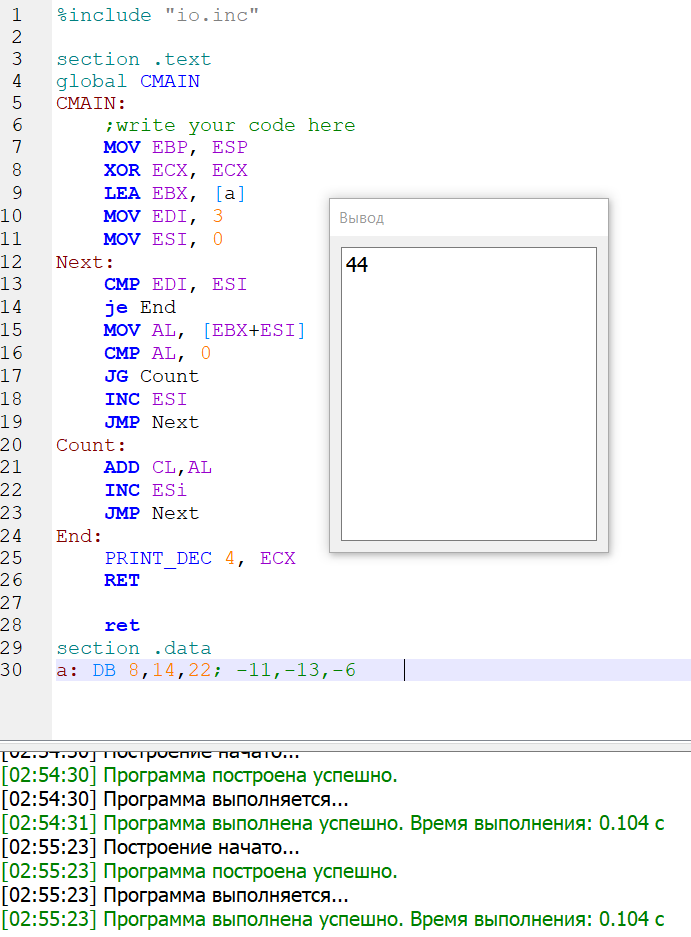 1 %include "io.inc"
2
3 section .text
4 global CMAIN
5 CMAIN:
6 ;write your code here
7 MOV EBP, ESP
8 XOR ECX, ECX
9 LEA EBX, [a]
10 MOV EDI, 3
11 MOV ESI, 0
12 Next:
13 CMP EDI, ESI
14 je End
15 MOV AL, [EBX+ESI]
16 CMP AL, 0
17 JG Count
18 INC ESI
19 JMP Next
20 Count:
21 ADD CL,AL
22 INC ESi
23 JMP Next
24 End:
25 PRINT_DEC 4, ECX
26 RET
27
28 ret
29 section .data
30 a: DB 8,14,22; -11,-13,-6
Вывод
44
[02:54:30] Построение начато...
[02:54:30] Программа построена успешно.
[02:54:30] Программа выполняется...
[02:54:31] Программа выполнена успешно. Время выполнения: 0.104 с
[02:55:23] Построение начато...
[02:55:23] Программа построена успешно.
[02:55:23] Программа выполняется...
[02:55:23] Программа выполнена успешно. Время выполнения: 0.104 с